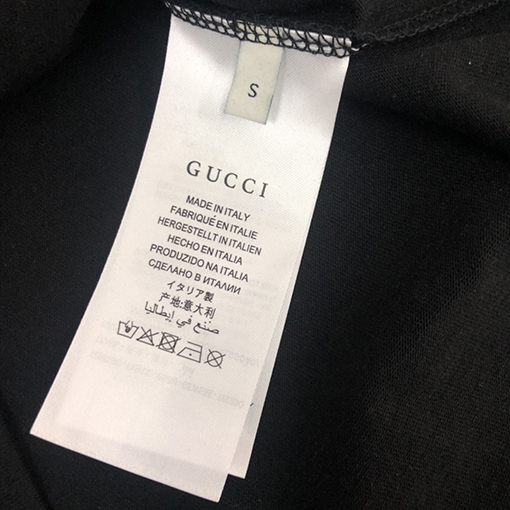 S
GUCCI
MADE IN ITALY
FABRIQUÉ EN ITALIE
HERGESTELLT IN ITALIEN
HECHO EN ITALIA
PRODUZIDO NA ITALIA
СДЕЛАНО В ИТАЛИИ
イタリア製
产地:意大利
صنع في إيطاليا